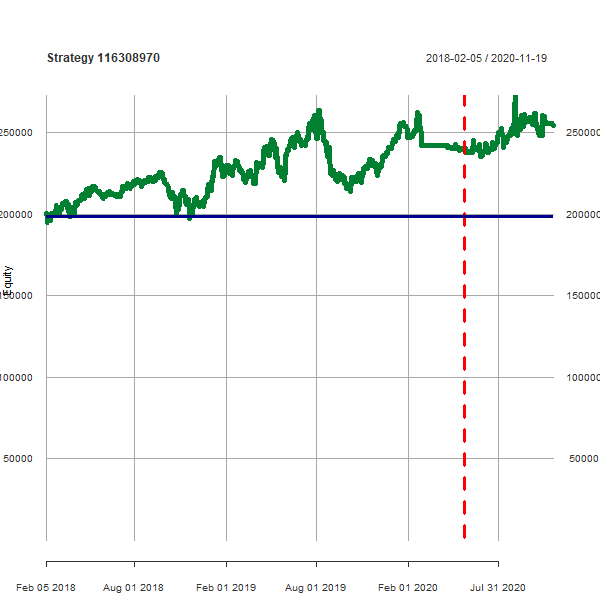 Strategy 116308970
2018-02-05 / 2020-11-19
250000
200000
150000
100000
50000
Equity
250000
200000
150000
100000
50000
Feb 05 2018
Aug 01 2018
Feb 01 2019
Aug 01 2019
Feb 01 2020
Jul 31 2020